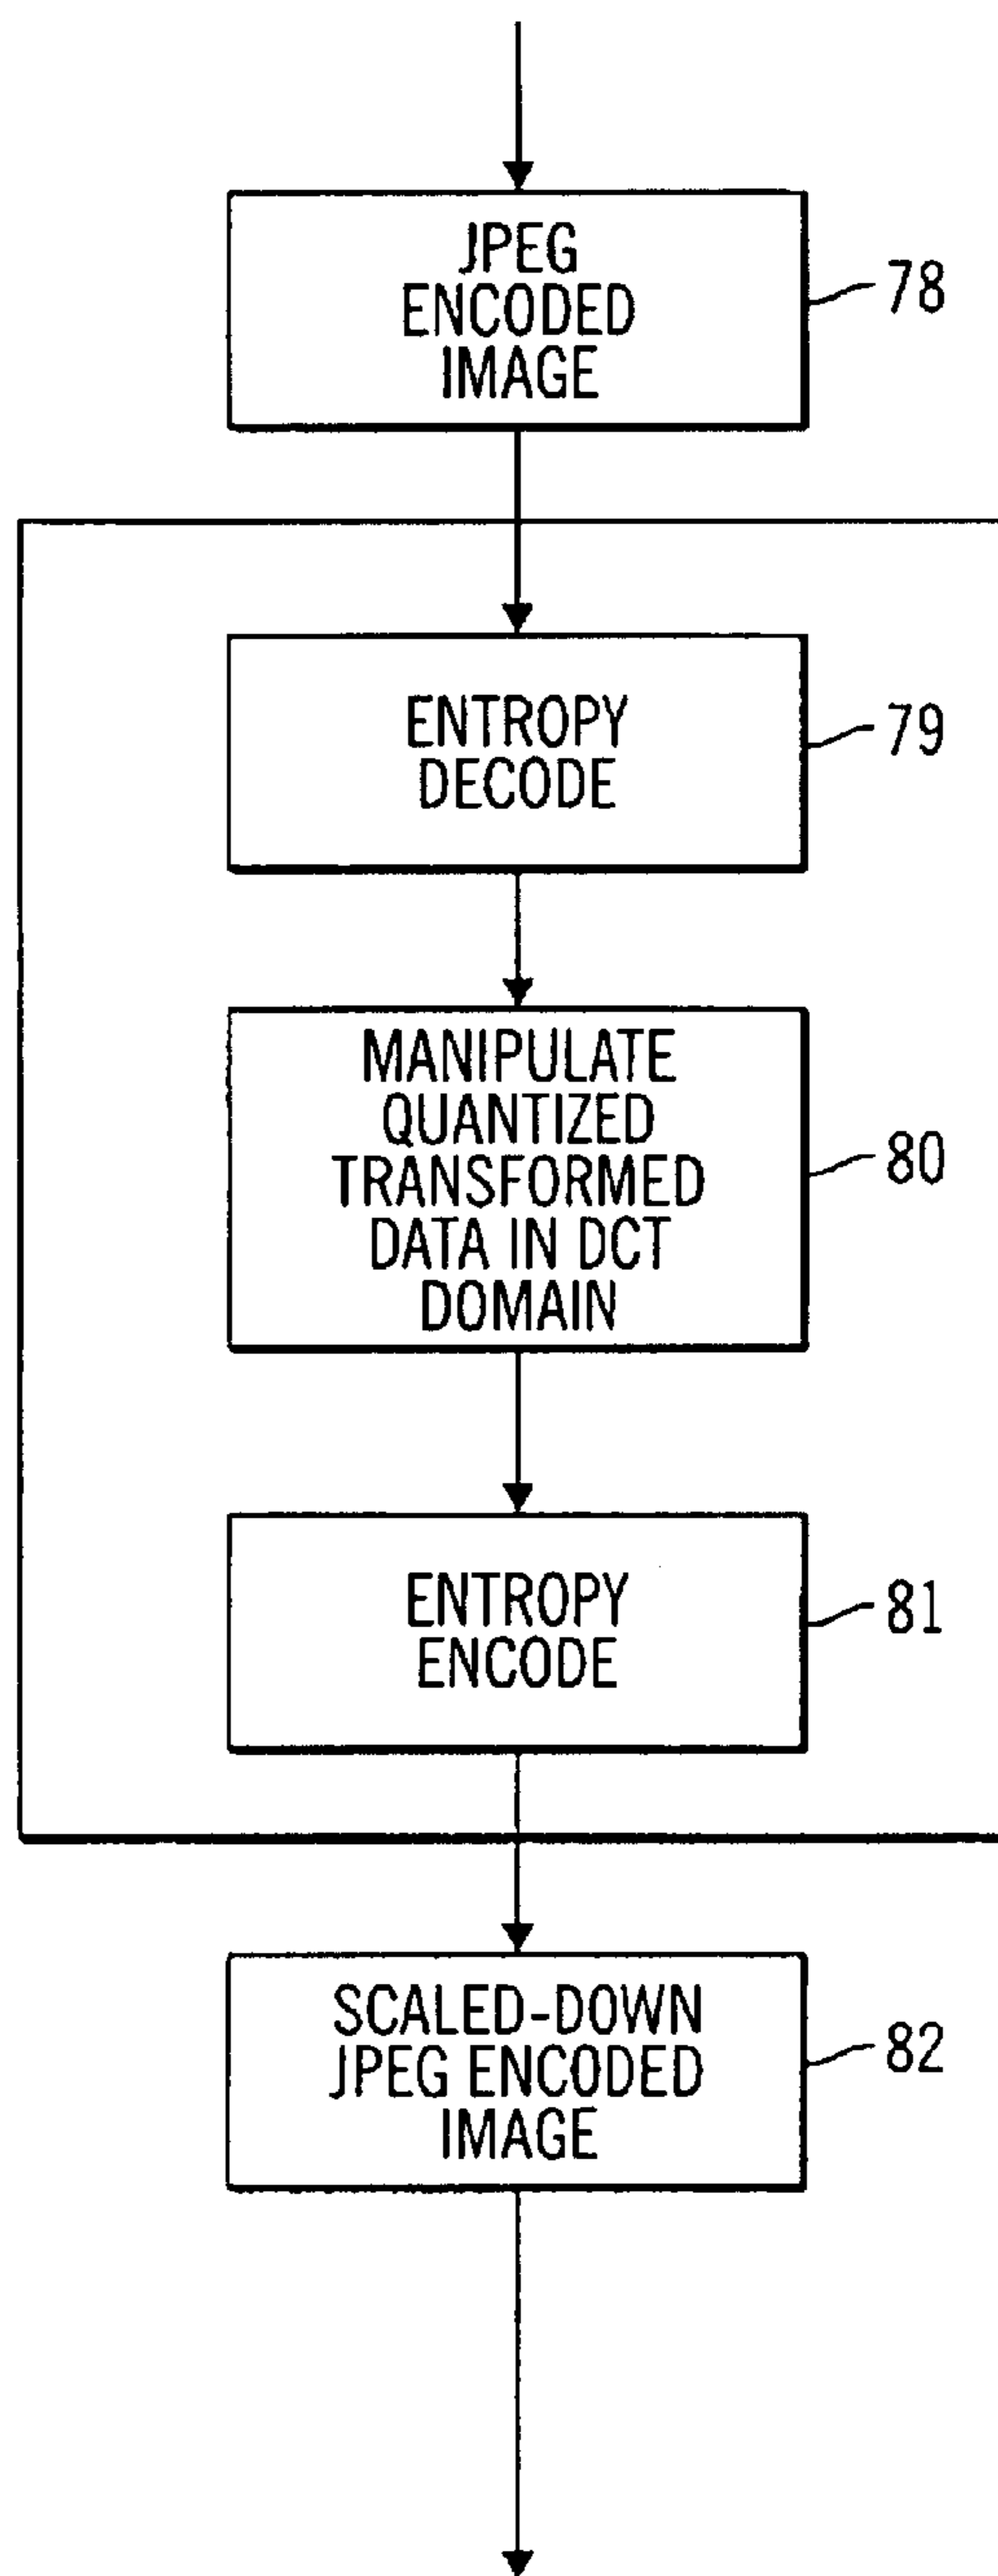 JPEG
ENCODED
IMAGE
78
ENTROPY
DECODE
79
MANIPULATE
QUANTIZED
TRANSFORMED
DATA IN DCT
DOMAIN
80
ENTROPY
ENCODE
81
SCALED-DOWN
JPEG ENCODED
IMAGE
82